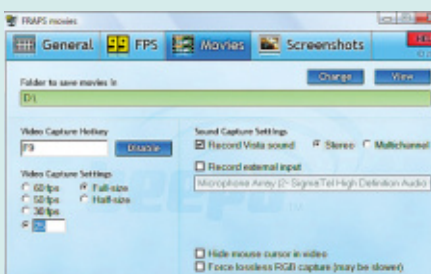 FRAPS movies
General 99 FPS Movies Screenshots
Folder to save movies in
Change View
D:\
Video Capture Hotkey
F9 Disable
Sound Capture Settings
Record Vista sound Stereo Multichannel
Record external input
Microphone Array (2- SigmaTel High Definition Audio
Video Capture Settings
60 fps Full-size
50 fps Half-size
30 fps
Hide mouse cursor in video
Force lossless RGB capture (may be slower)